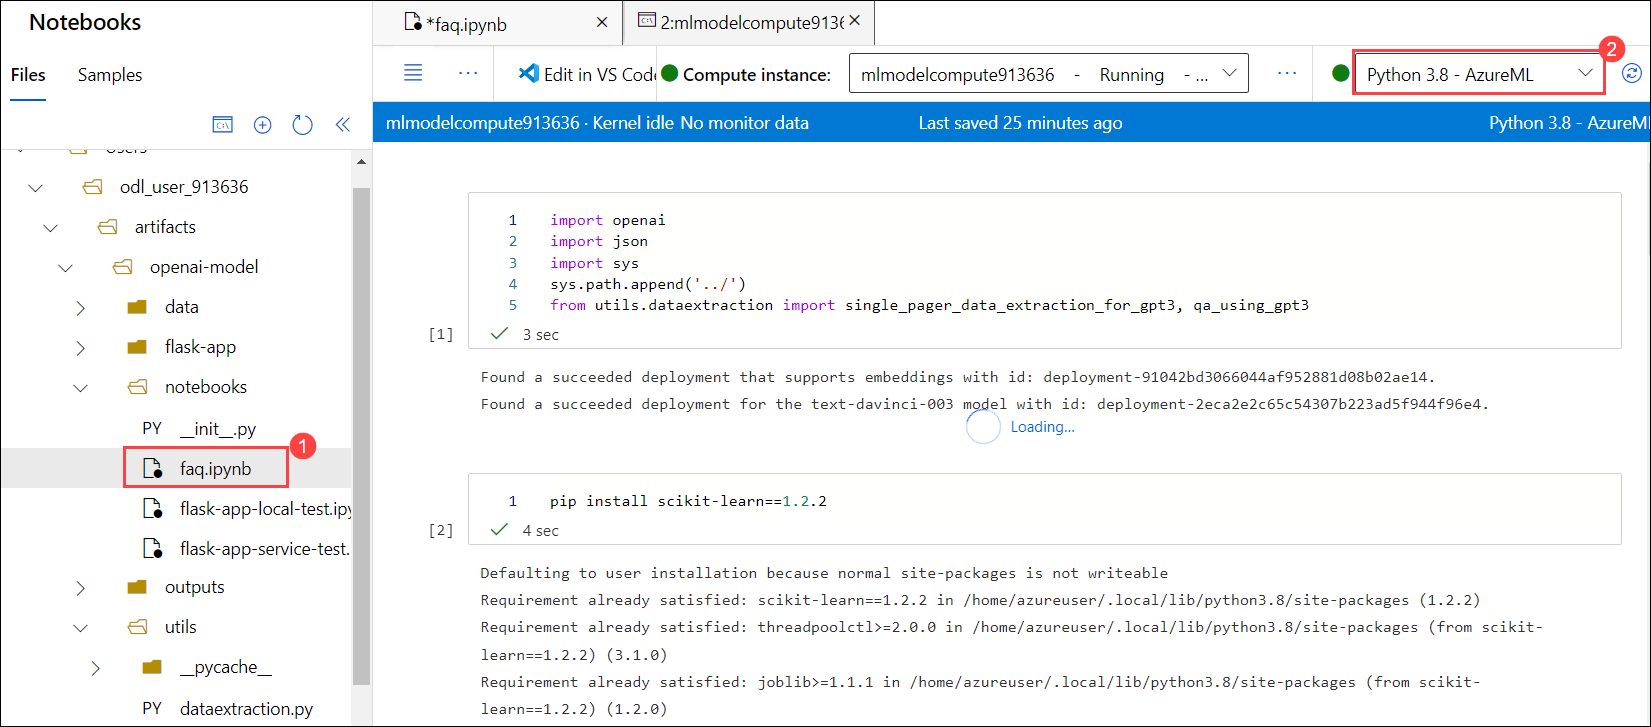 Notebooks
Files Samples
Users
odl_user_913636
artifacts
openai-model
data
flask-app
notebooks
PY __init__.py
faq.ipynb
1
flask-app-local-test.ipy
flask-app-service-test.
outputs
utils
__pycache__
PY dataextraction.py
*faq.ipynb
2:mlmodelcompute9136
... Edit in VS Code
Compute instance: mlmodelcompute913636 - Running - ...
...
Python 3.8 - AzureML
2
mlmodelcompute913636 · Kernel idle No monitor data Last saved 25 minutes ago Python 3.8 - AzureMl
1 import openai
2 import json
3 import sys
4 sys.path.append('../')
5 from utils.dataextraction import single_pager_data_extraction_for_gpt3, qa_using_gpt3
[1] 3 sec
Found a succeeded deployment that supports embeddings with id: deployment-91042bd3066044af952881d08b02ae14.
Found a succeeded deployment for the text-davinci-003 model with id: deployment-2eca2e2c65c54307b223ad5f944f96e4.
Loading...
1 pip install scikit-learn==1.2.2
[2] 4 sec
Defaulting to user installation because normal site-packages is not writeable
Requirement already satisfied: scikit-learn==1.2.2 in /home/azureuser/.local/lib/python3.8/site-packages (1.2.2)
Requirement already satisfied: threadpoolctl>=2.0.0 in /home/azureuser/.local/lib/python3.8/site-packages (from scikit-
learn==1.2.2) (3.1.0)
Requirement already satisfied: joblib>=1.1.1 in /home/azureuser/.local/lib/python3.8/site-packages (from scikit-
learn==1.2.2) (1.2.0)